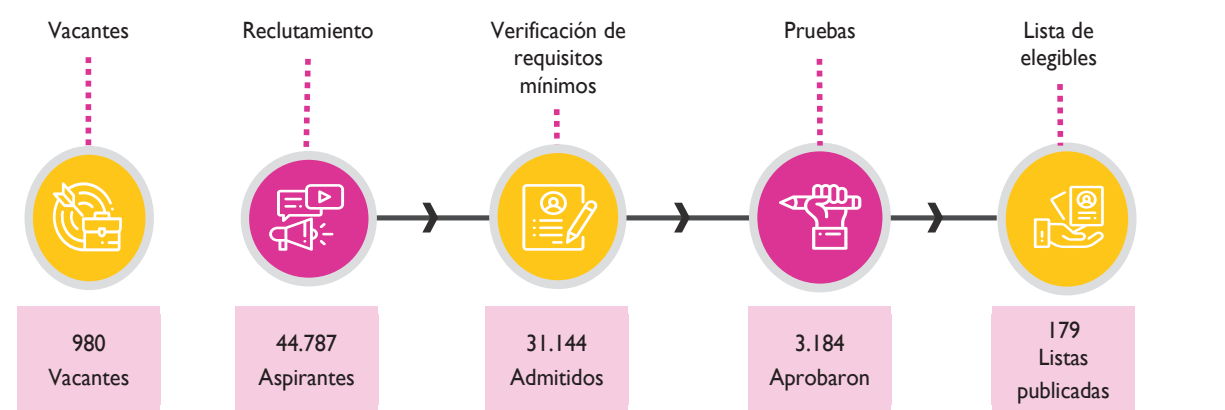 Vacantes
Reclutamiento
Verificación de
requisitos
mínimos
Pruebas
Lista de
elegibles
980
Vacantes
44.787
Aspirantes
31.144
Admitidos
3.184
Aprobaron
179
Listas
publicadas